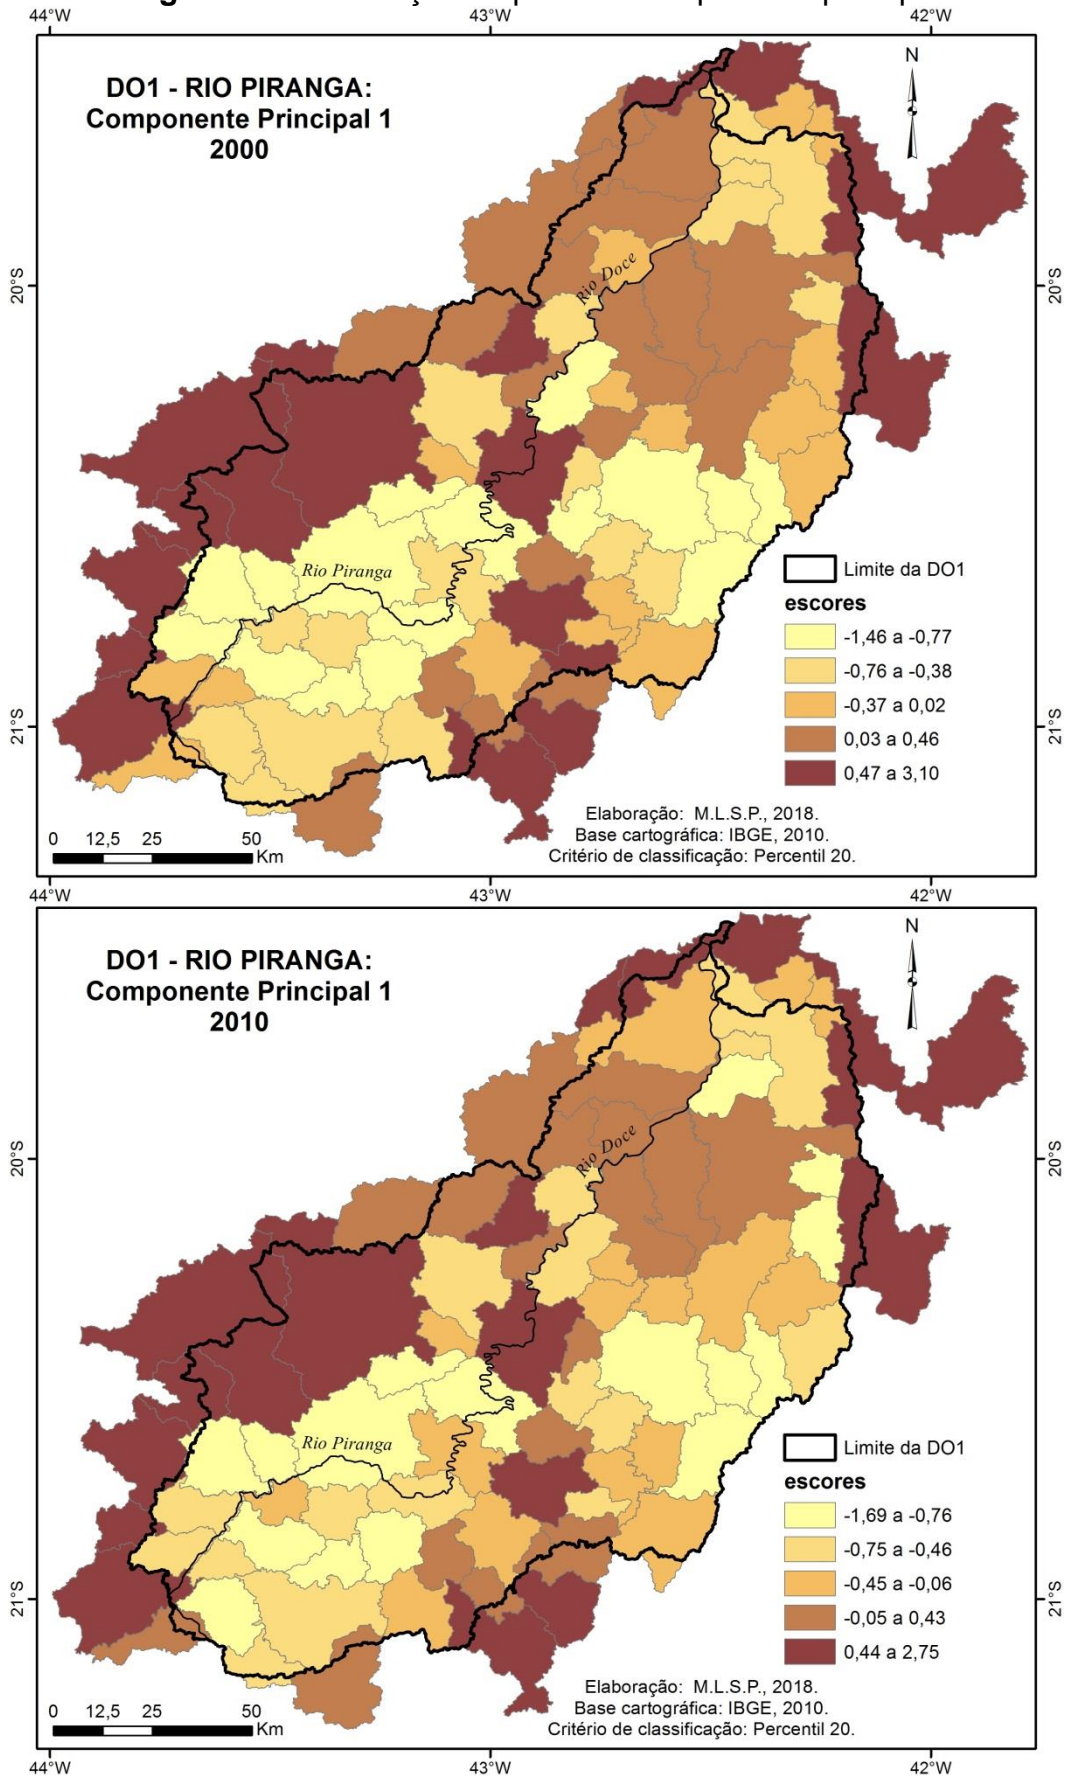 44°W 43°W 42°W
DO1 - RIO PIRANGA:
Componente Principal 1
2000
N
20°S 20°S
Rio Doce
Rio Piranga
Limite da DO1
escores
-1,46 a -0,77
-0,76 a -0,38
-0,37 a 0,02
0,03 a 0,46
0,47 a 3,10
21°S 21°S
Elaboração: M.L.S.P., 2018.
Base cartográfica: IBGE, 2010.
Critério de classificação: Percentil 20.
0 12,5 25 50
Km
44°W 43°W 42°W
DO1 - RIO PIRANGA:
Componente Principal 1
2010
N
20°S 20°S
Rio Doce
Rio Piranga
Limite da DO1
escores
-1,69 a -0,76
-0,75 a -0,46
-0,45 a -0,06
-0,05 a 0,43
0,44 a 2,75
21°S 21°S
Elaboração: M.L.S.P., 2018.
Base cartográfica: IBGE, 2010.
Critério de classificação: Percentil 20.
0 12,5 25 50
Km
44°W 43°W 42°W